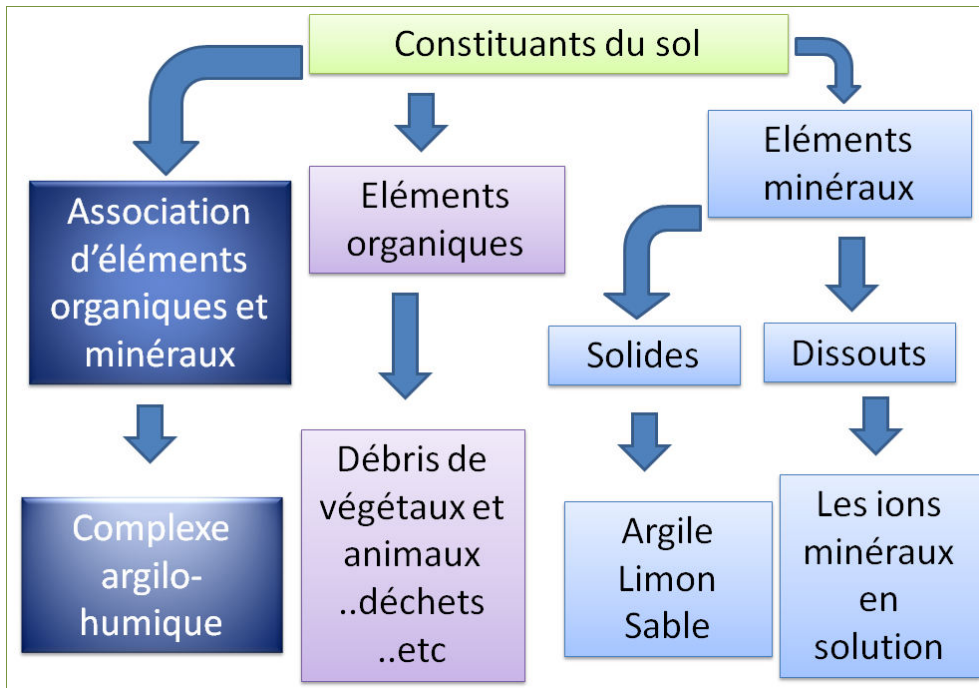 Constituants du sol
Association
d'éléments
organiques et
minéraux
Eléments
organiques
Eléments
minéraux
Solides
Dissouts
Complexe
argilo-
humique
Débris de
végétaux et
animaux
..déchets
..etc
Argile
Limon
Sable
Les ions
minéraux
en
solution